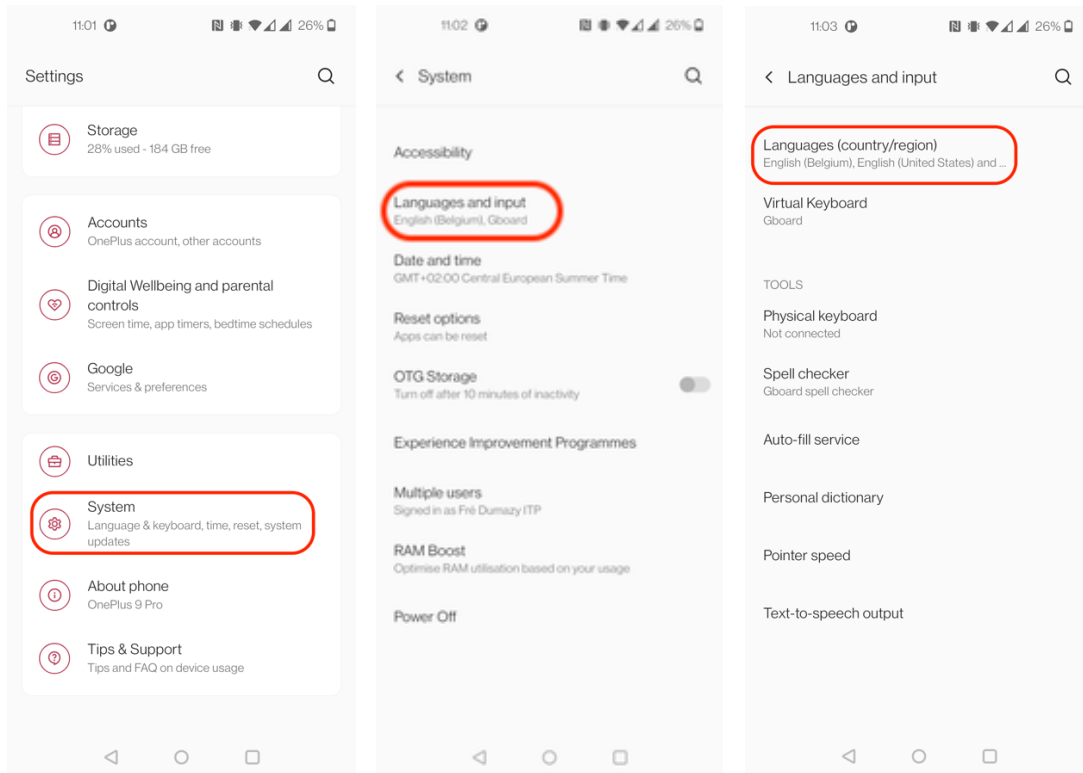 11:01
26%
Settings
Storage
28% used - 184 GB free
Accounts
OnePlus account, other accounts
Digital Wellbeing and parental
controls
Screen time, app timers, bedtime schedules
Google
Services & preferences
Utilities
System
Language & keyboard, time, reset, system
updates
About phone
OnePlus 9 Pro
Tips & Support
Tips and FAQ on device usage
11:02
26%
System
Accessibility
Languages and input
English (Belgium), Gboard
Date and time
GMT+02:00 Central European Summer Time
Reset options
Apps can be reset
OTG Storage
Turn off after 10 minutes of inactivity
Experience Improvement Programmes
Multiple users
Signed in as Fré Dumazy ITP
RAM Boost
Optimise RAM utilisation based on your usage
Power Off
11:03
26%
Languages and input
Languages (country/region)
English (Belgium), English (United States) and ...
Virtual Keyboard
Gboard
TOOLS
Physical keyboard
Not connected
Spell checker
Gboard spell checker
Auto-fill service
Personal dictionary
Pointer speed
Text-to-speech output